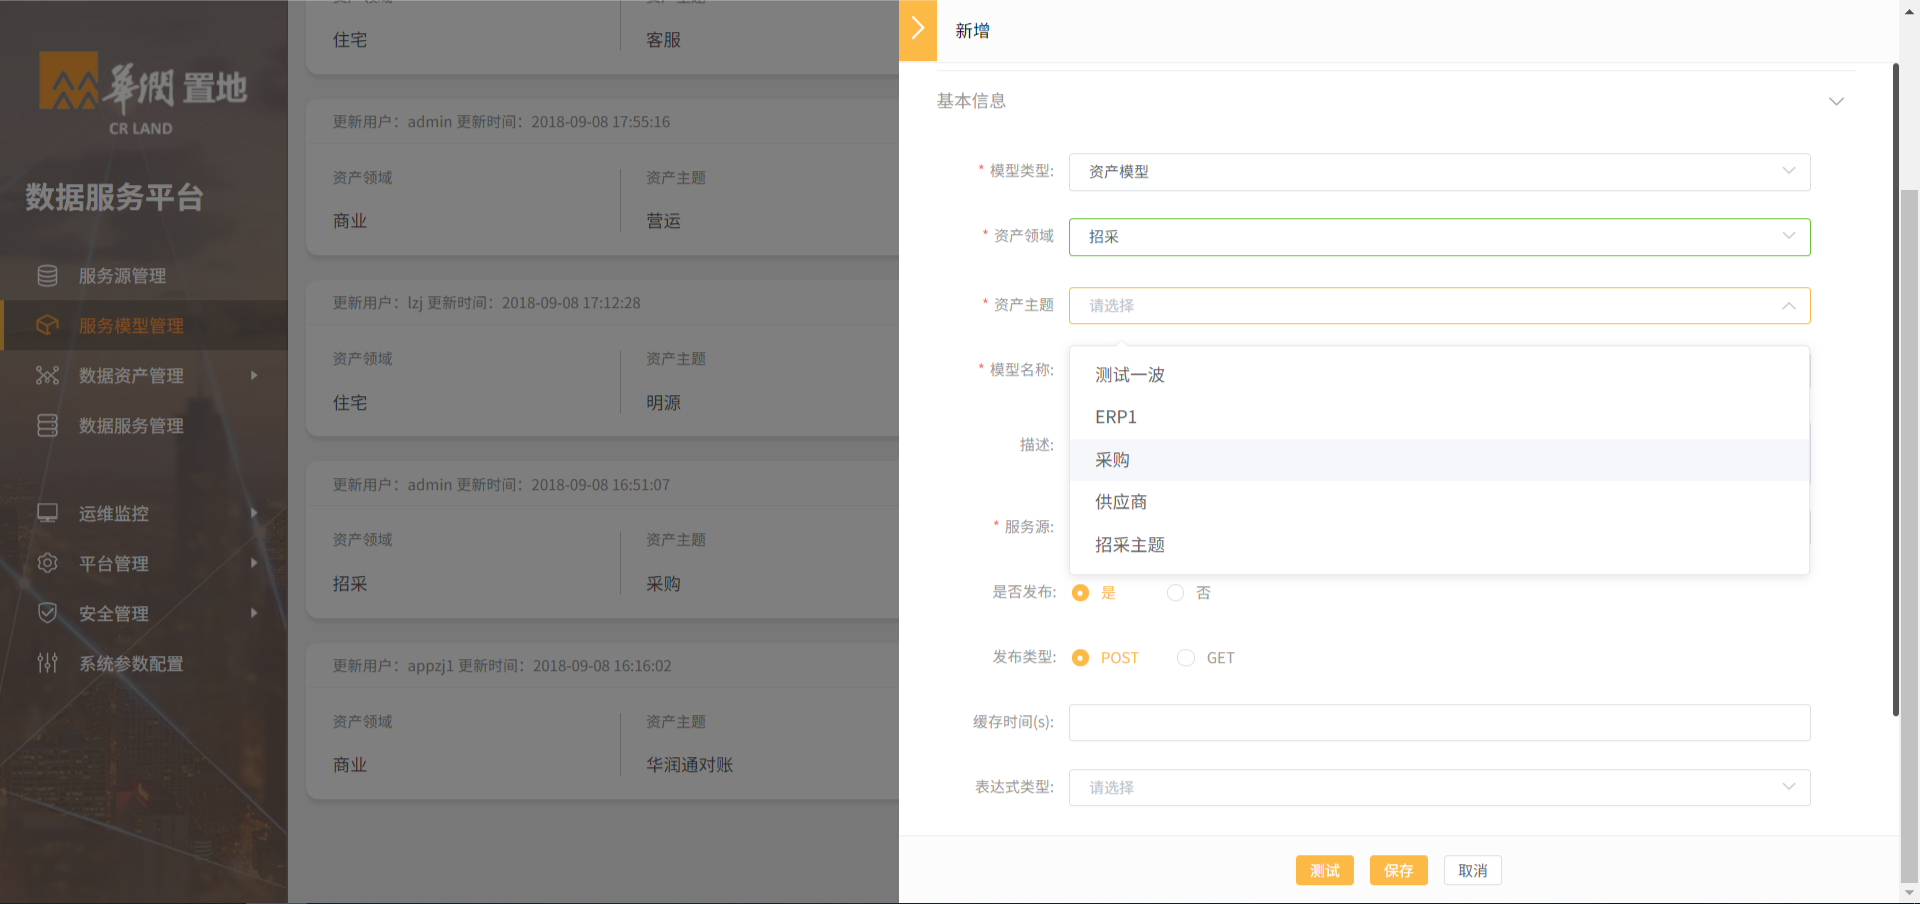 華潤 置地
CR LAND
数据服务平台
服务源管理
服务模型管理
数据资产管理
数据服务管理
运维监控
平台管理
安全管理
系统参数配置
住宅
客服
更新用户：admin 更新时间：2018-09-08 17:55:16
资产领域
资产主题
商业
营运
更新用户：lzj 更新时间：2018-09-08 17:12:28
资产领域
资产主题
住宅
明源
更新用户：admin 更新时间：2018-09-08 16:51:07
资产领域
资产主题
招采
采购
更新用户：appzj1 更新时间：2018-09-08 16:16:02
资产领域
资产主题
商业
华润通对账
新增
基本信息
* 模型类型:
资产模型
* 资产领域
招采
* 资产主题
请选择
* 模型名称:
测试一波
ERP1
描述:
采购
供应商
* 服务源:
招采主题
是否发布:
是
否
发布类型:
POST
GET
缓存时间(s):
表达式类型:
请选择
测试
保存
取消